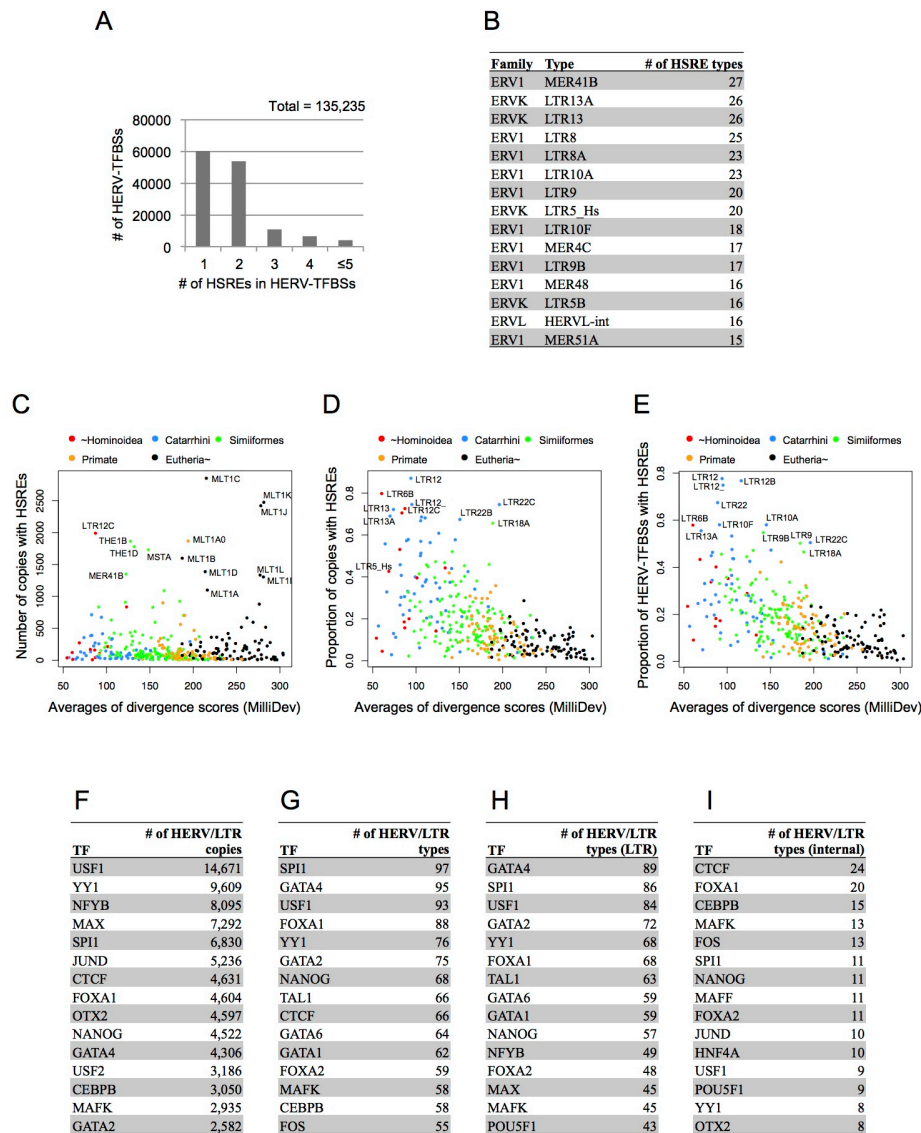 A
Total = 135,235
80000
60000
40000
20000
0
# of HERV-TFBSs
1 2 3 4 ≤5
# of HSREs in HERV-TFBSs
B
Family Type # of HSRE types
ERV1 MER41B 27
ERVK LTR13A 26
ERVK LTR13 26
ERV1 LTR8 25
ERV1 LTR8A 23
ERV1 LTR10A 23
ERV1 LTR9 20
ERVK LTR5_Hs 20
ERV1 LTR10F 18
ERV1 MER4C 17
ERV1 LTR9B 17
ERV1 MER48 16
ERVK LTR5B 16
ERVL HERVL-int 16
ERV1 MER51A 15
C
~Hominoidea Catarrhini Simiiformes
Primate Eutheria~
Number of copies with HSREs
2500
2000
1500
1000
500
0
MLT1C
MLT1K
MLT1J
LTR12C
THE1B
MLT1A0
THE1D
MSTA
MLT1B
MER41B
MLT1D
MLT1L
MLT1I
MLT1A
50 100 150 200 250 300
Averages of divergence scores (MilliDev)
D
~Hominoidea Catarrhini Simiiformes
Primate Eutheria~
Proportion of copies with HSREs
0.8
0.6
0.4
0.2
0.0
LTR12
LTR6B
LTR13
LTR12_
LTR12C
LTR22C
LTR13A
LTR22B
LTR18A
LTR5_Hs
50 100 150 200 250 300
Averages of divergence scores (MilliDev)
E
~Hominoidea Catarrhini Simiiformes
Primate Eutheria~
Proportion of HERV-TFBSs with HSREs
0.8
0.6
0.4
0.2
0.0
LTR12
LTR12_
LTR12B
LTR22
LTR6B
LTR10F
LTR10A
LTR13A
LTR9B
LTR9
LTR22C
LTR18A
50 100 150 200 250 300
Averages of divergence scores (MilliDev)
F
# of HERV/LTR
TF copies
USF1 14,671
YY1 9,609
NFYB 8,095
MAX 7,292
SPI1 6,830
JUND 5,236
CTCF 4,631
FOXA1 4,604
OTX2 4,597
NANOG 4,522
GATA4 4,306
USF2 3,186
CEBPB 3,050
MAFK 2,935
GATA2 2,582
G
# of HERV/LTR
TF types
SPI1 97
GATA4 95
USF1 93
FOXA1 88
YY1 76
GATA2 75
NANOG 68
TAL1 66
CTCF 66
GATA6 64
GATA1 62
FOXA2 59
MAFK 58
CEBPB 58
FOS 55
H
# of HERV/LTR
TF types (LTR)
GATA4 89
SPI1 86
USF1 84
GATA2 72
YY1 68
FOXA1 68
TAL1 63
GATA6 59
GATA1 59
NANOG 57
NFYB 49
FOXA2 48
MAX 45
MAFK 45
POU5F1 43
I
# of HERV/LTR
TF types (internal)
CTCF 24
FOXA1 20
CEBPB 15
MAFK 13
FOS 13
SPI1 11
NANOG 11
MAFF 11
FOXA2 11
JUND 10
HNF4A 10
USF1 9
POU5F1 9
YY1 8
OTX2 8